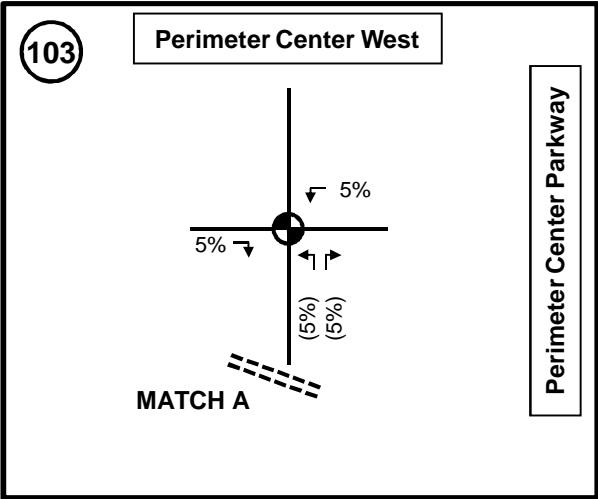 103
Perimeter Center West
Perimeter Center Parkway
5%
5%
(5%)
(5%)
MATCH A